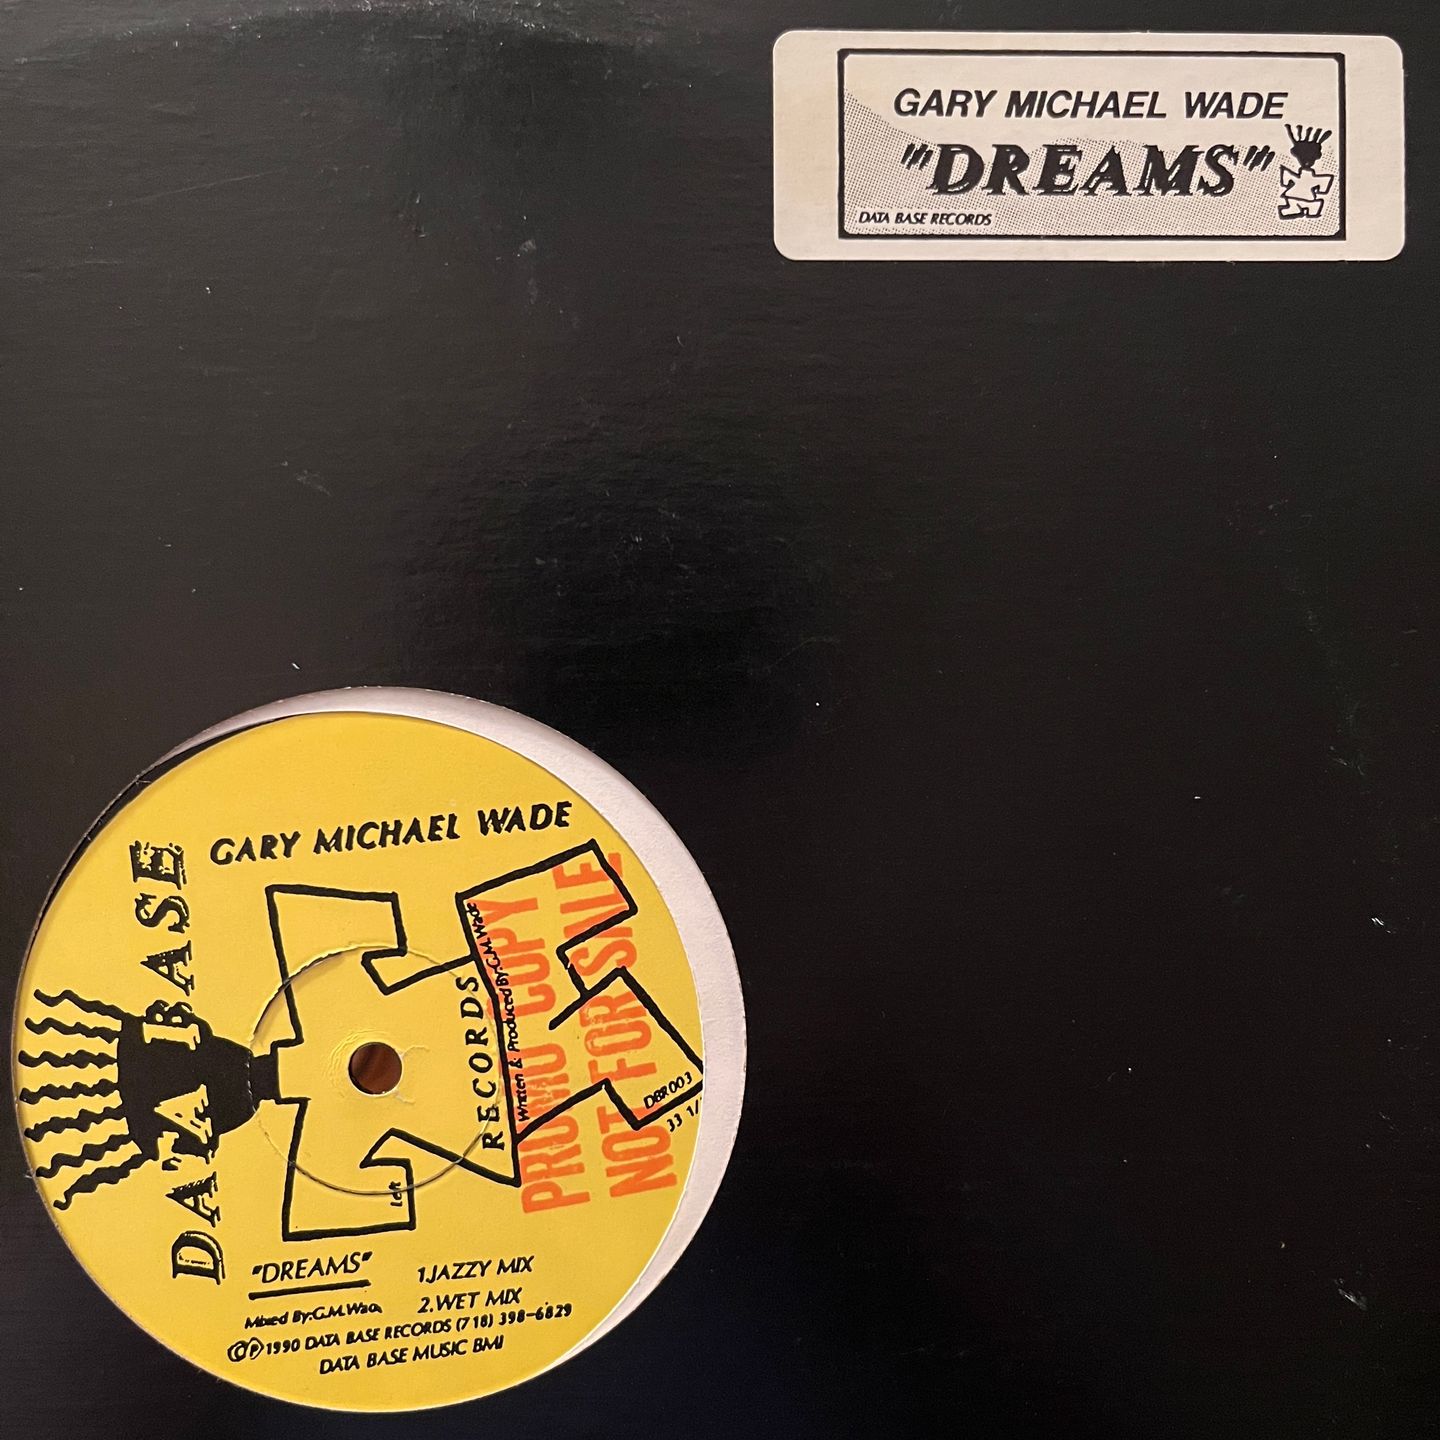 GARY MICHAEL WADE
"DREAMS"
DATA BASE RECORDS
GARY MICHAEL WADE
DATA BASE
RECORDS
Written & Produced By:G.M.Wade
PROMO COPY
NOT FOR SALE
DBR003
33 1/
Left
"DREAMS"
1.JAZZY MIX
Mixed By:G.M.Wade
2.WET MIX
©℗1990 DATA BASE RECORDS (718) 398-6829
DATA BASE MUSIC BMI